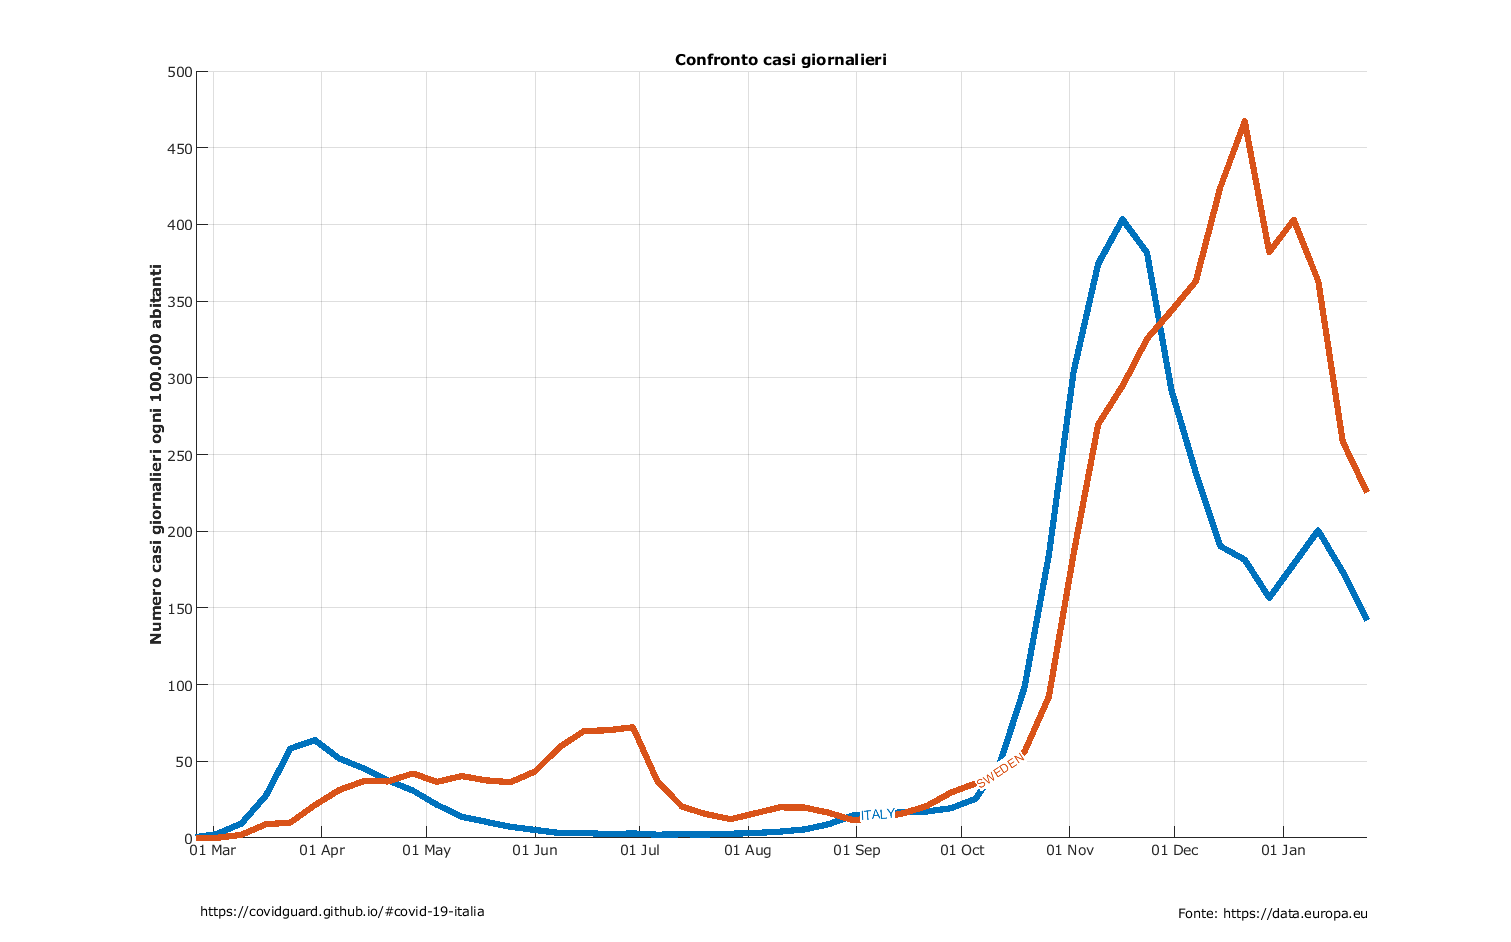 Confronto casi giornalieri
Numero casi giornalieri ogni 100.000 abitanti
500
450
400
350
300
250
200
150
100
50
0
ITALY
SWEDEN
01 Mar
01 Apr
01 May
01 Jun
01 Jul
01 Aug
01 Sep
01 Oct
01 Nov
01 Dec
01 Jan
https://covidguard.github.io/#covid-19-italia
Fonte: https://data.europa.eu